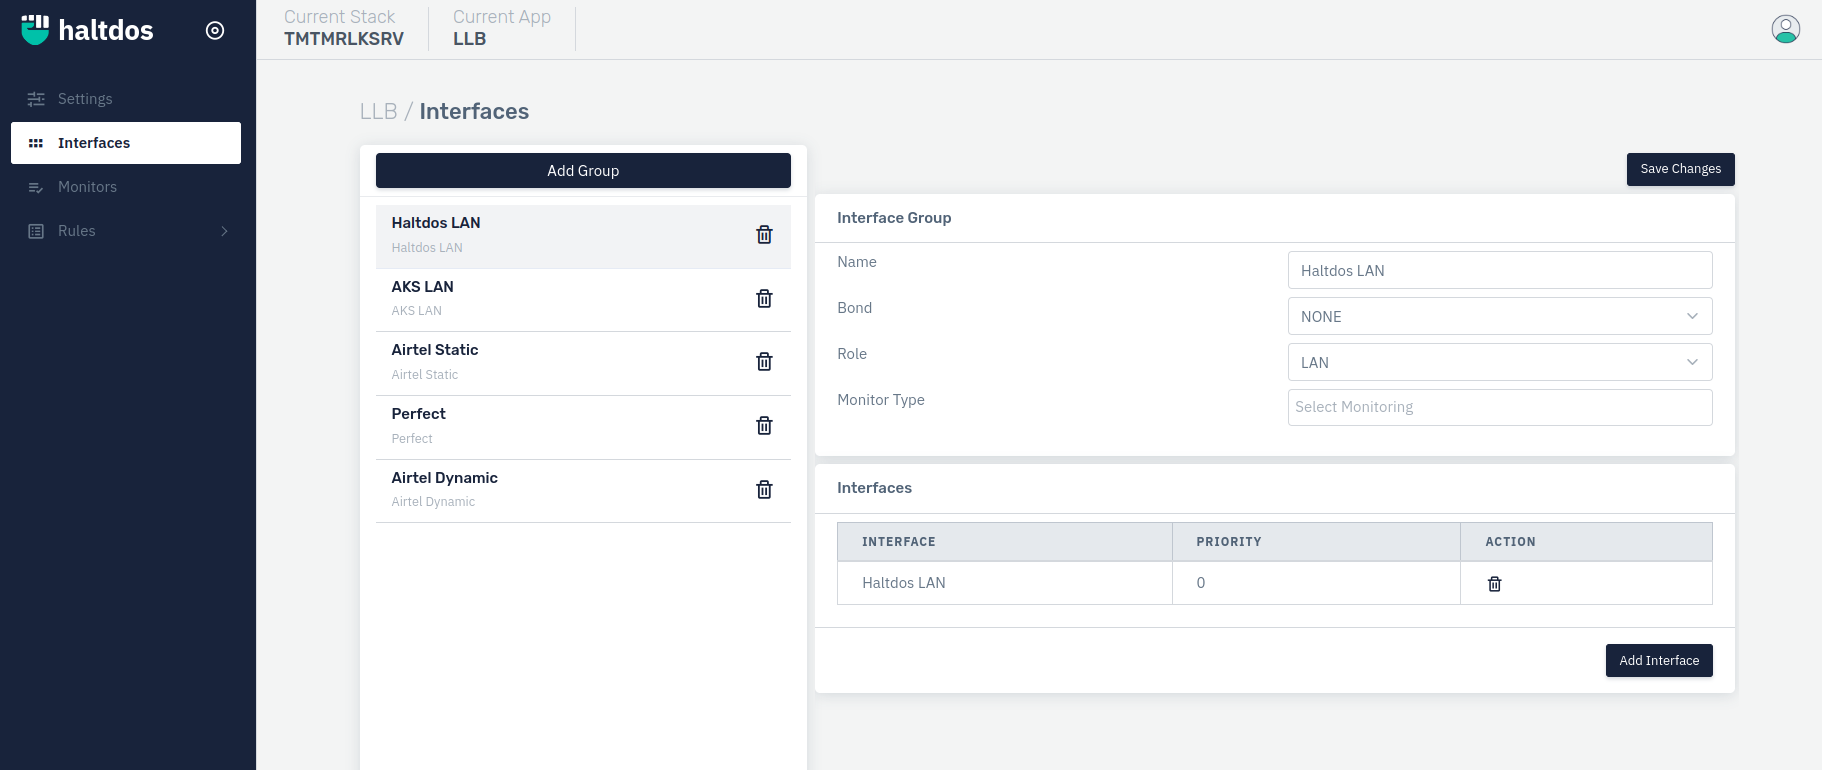 haltdos
Current Stack
TMTMRLKSRV
Current App
LLB
Settings
Interfaces
Monitors
Rules
LLB / Interfaces
Add Group
Haltdos LAN
Haltdos LAN
AKS LAN
AKS LAN
Airtel Static
Airtel Static
Perfect
Perfect
Airtel Dynamic
Airtel Dynamic
Save Changes
Interface Group
Name
Haltdos LAN
Bond
NONE
Role
LAN
Monitor Type
Select Monitoring
Interfaces
INTERFACE PRIORITY ACTION
Haltdos LAN 0
Add Interface